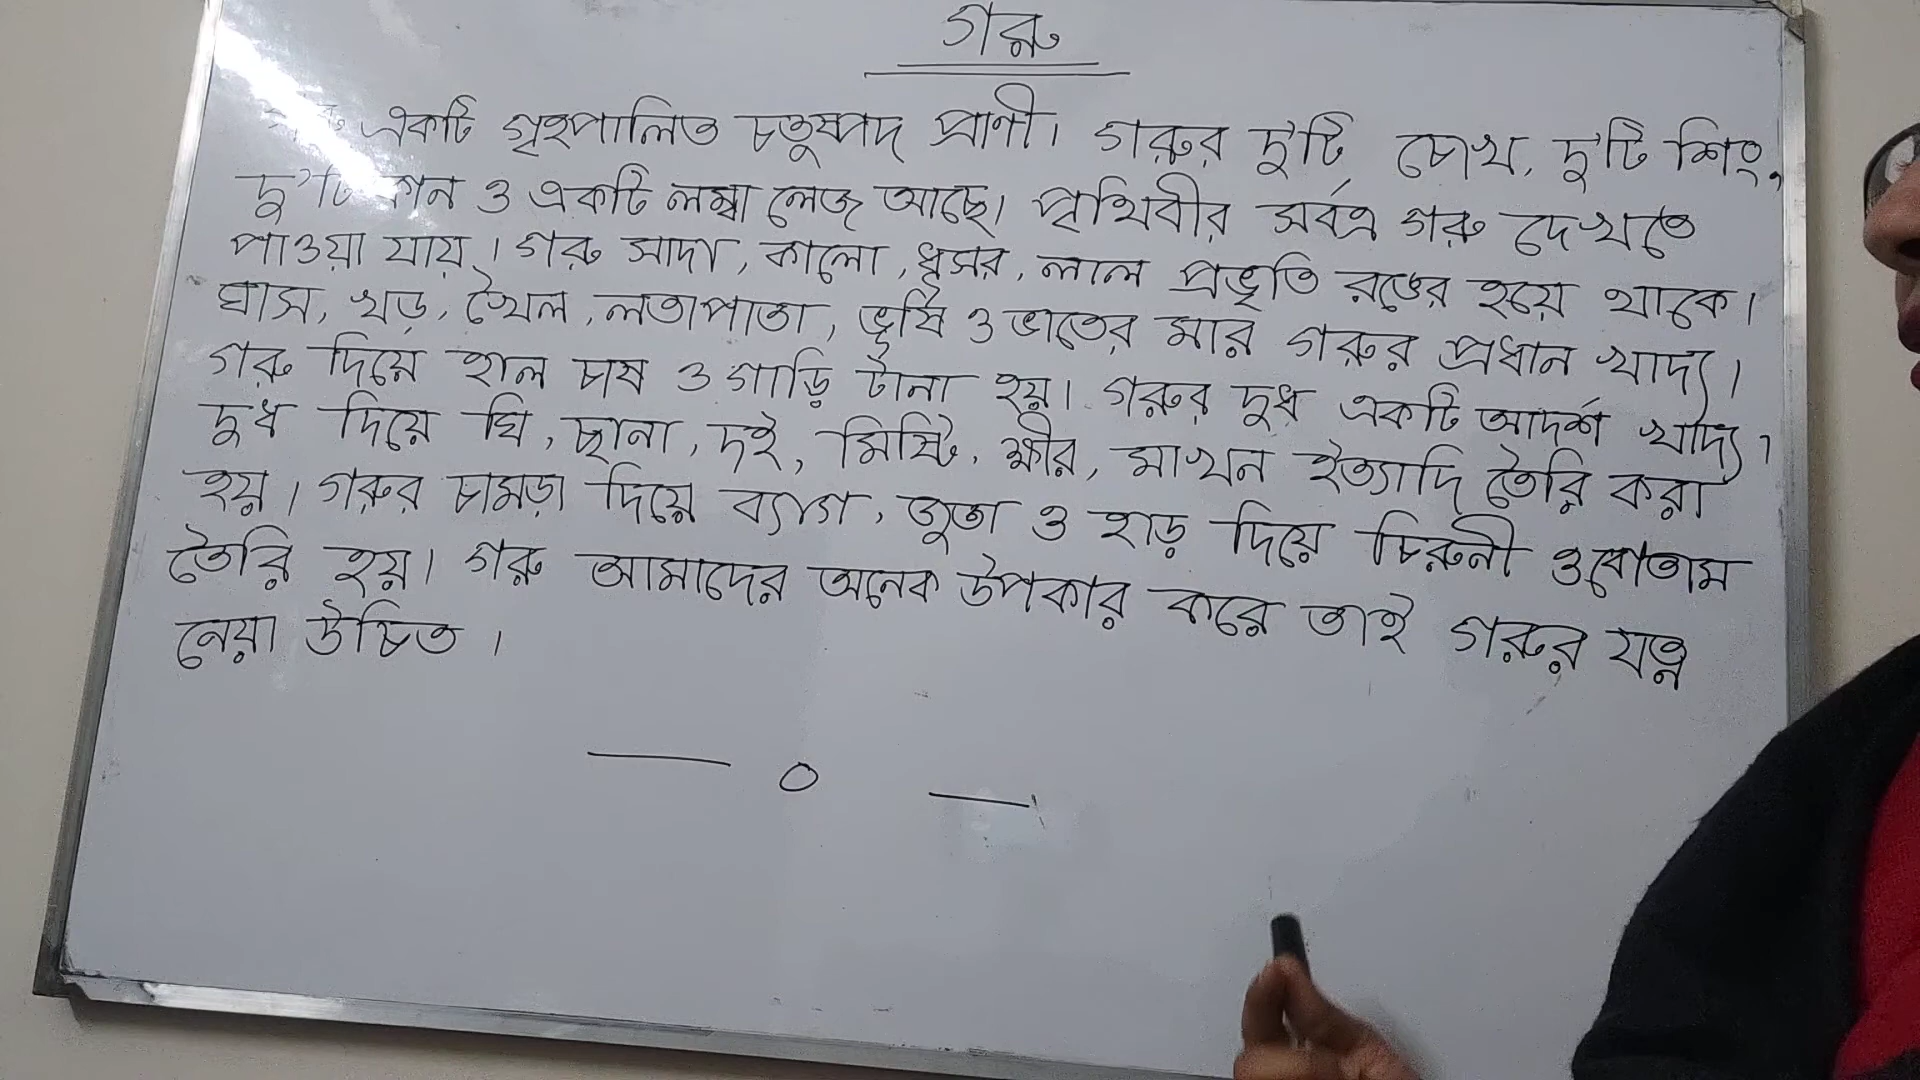 গরু
গরু একটি গৃহপালিত চতুষ্পদ প্রাণী। গরুর দু'টি চোখ, দু'টি শিং,
দু'টি কান ও একটি লম্বা লেজ আছে। পৃথিবীর সর্বত্র গরু দেখতে
পাওয়া যায়। গরু সাদা, কালো, ধূসর, লাল প্রভৃতি রঙের হয়ে থাকে।
ঘাস, খড়, খৈল, লতাপাতা, ভূষি ও ভাতের মার গরুর প্রধান খাদ্য।
গরু দিয়ে হাল চাষ ও গাড়ি টানা হয়। গরুর দুধ একটি আদর্শ খাদ্য।
দুধ দিয়ে ঘি, ছানা, দই, মিষ্টি, ক্ষীর, মাখন ইত্যাদি তৈরি করা
হয়। গরুর চামড়া দিয়ে ব্যাগ, জুতা ও হাড় দিয়ে চিরুনী ও বোতাম
তৈরি হয়। গরু আমাদের অনেক উপকার করে তাই গরুর যত্ন
নেয়া উচিত।